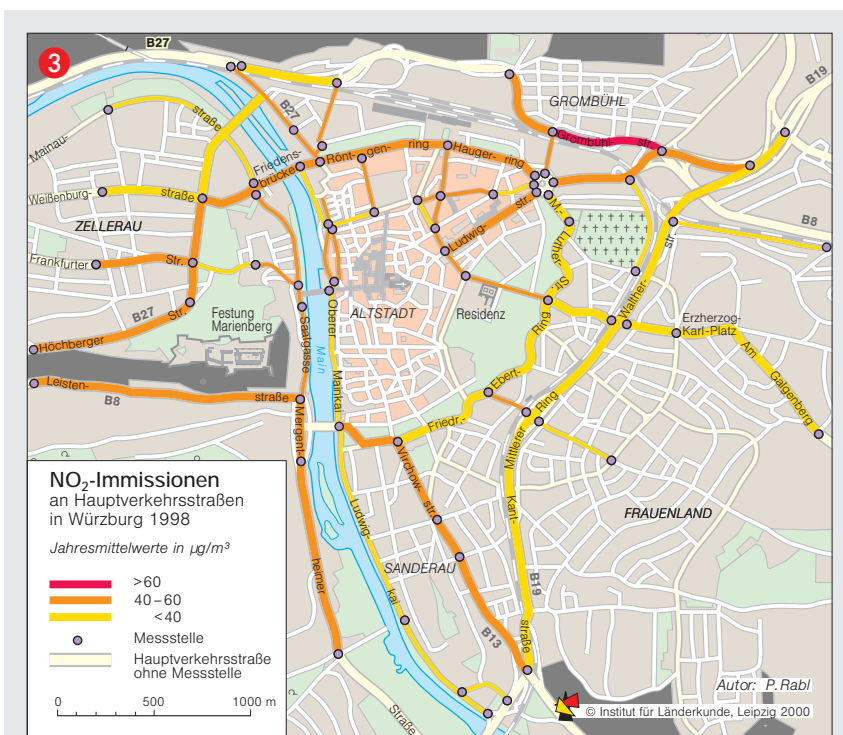 3
B27
B19
GROMBÜHL
Grombühl-
str.
B27
straße
Mainau-
Friedens-
brücke
Rönt-
gen-
ring
Hauger-
ring
Weißenburg-
straße
ZELLERAU
B8
M.-
Luther-
Str.
Ludwig-
str.
Frankfurter
Str.
Walther-
str.
B27
Str.
Festung
Marienberg
Höchberger
Saalgasse
Main
Oberer
Mainkai
ALTSTADT
Residenz
Ring
Erzherzog-
Karl-Platz
Am
Galgenberg
Leisten-
straße
B8
Mergent-
heimer
Ebert-
Friedr.-
Mittlerer
Ring
Virchow-
str.
Kant-
straße
FRAUENLAND
Ludwig-
kai
SANDERAU
B19
B13
Straße
NO₂-Immissionen
an Hauptverkehrsstraßen
in Würzburg 1998
Jahresmittelwerte in µg/m³
>60
40–60
<40
Messstelle
Hauptverkehrsstraße
ohne Messstelle
0 500 1000 m
Autor: P. Rabl
© Institut für Länderkunde, Leipzig 2000